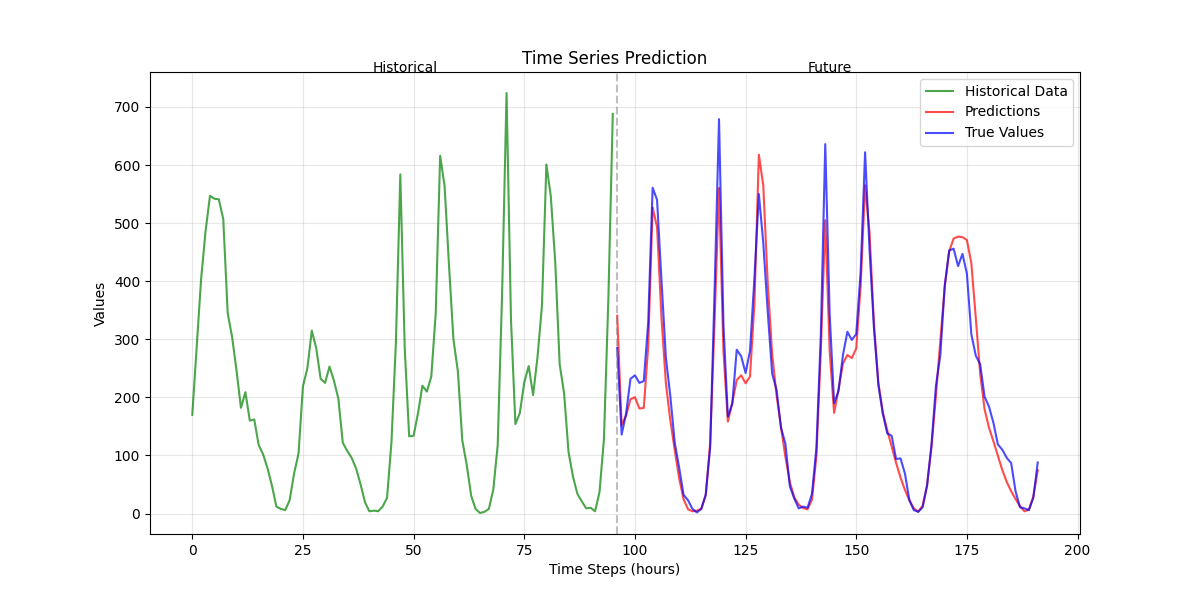 Time Series Prediction
Historical
Future
Historical Data
Predictions
True Values
Values
700
600
500
400
300
200
100
0
0 25 50 75 100 125 150 175 200
Time Steps (hours)